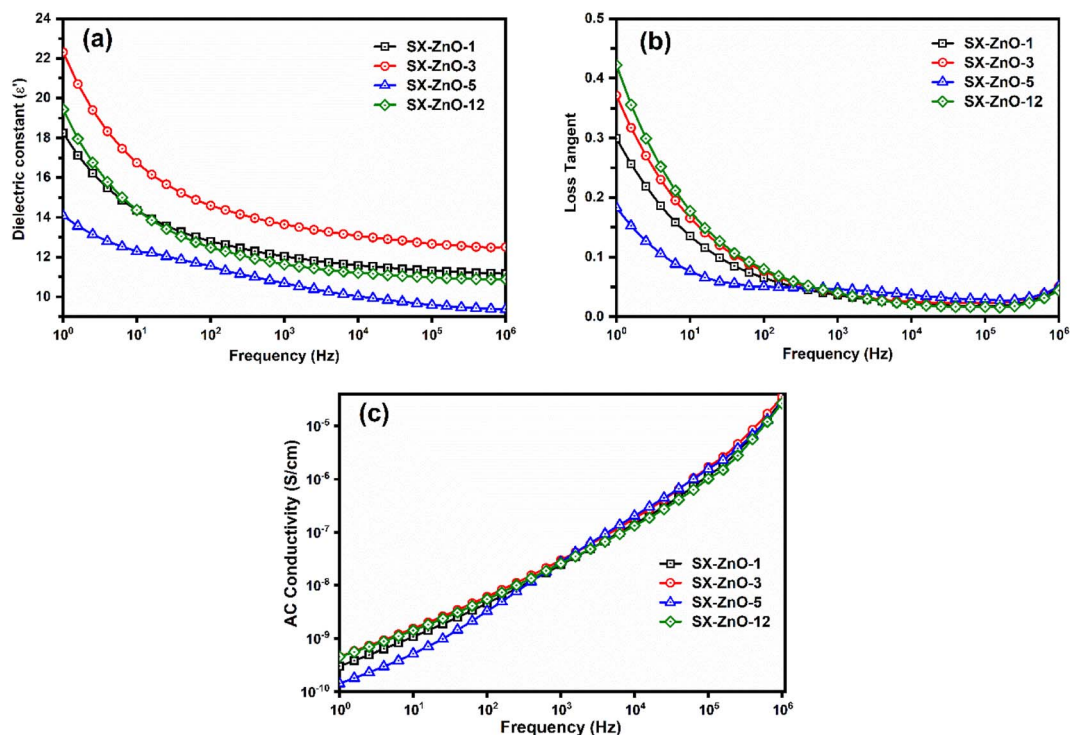 (a)
SX-ZnO-1
SX-ZnO-3
SX-ZnO-5
SX-ZnO-12
Dielectric constant (ε')
24
22
20
18
16
14
12
10
10⁰ 10¹ 10² 10³ 10⁴ 10⁵ 10⁶
Frequency (Hz)
(b)
SX-ZnO-1
SX-ZnO-3
SX-ZnO-5
SX-ZnO-12
Loss Tangent
0.5
0.4
0.3
0.2
0.1
0.0
10⁰ 10¹ 10² 10³ 10⁴ 10⁵ 10⁶
Frequency (Hz)
(c)
AC Conductivity (S/cm)
10⁻⁵
10⁻⁶
10⁻⁷
10⁻⁸
10⁻⁹
10⁻¹⁰
SX-ZnO-1
SX-ZnO-3
SX-ZnO-5
SX-ZnO-12
10⁰ 10¹ 10² 10³ 10⁴ 10⁵ 10⁶
Frequency (Hz)